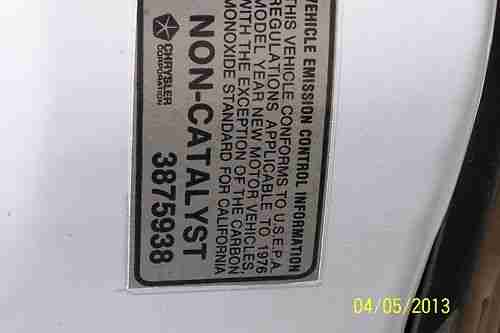 VEHICLE EMISSION CONTROL INFORMATION
THIS VEHICLE CONFORMS TO U.S.E.P.A.
REGULATIONS APPLICABLE TO 1976
MODEL YEAR NEW MOTOR VEHICLES
WITH THE EXCEPTION OF THE CARBON
MONOXIDE STANDARD FOR CALIFORNIA
NON-CATALYST
CHRYSLER
CORPORATION
3875938
04/05/2013